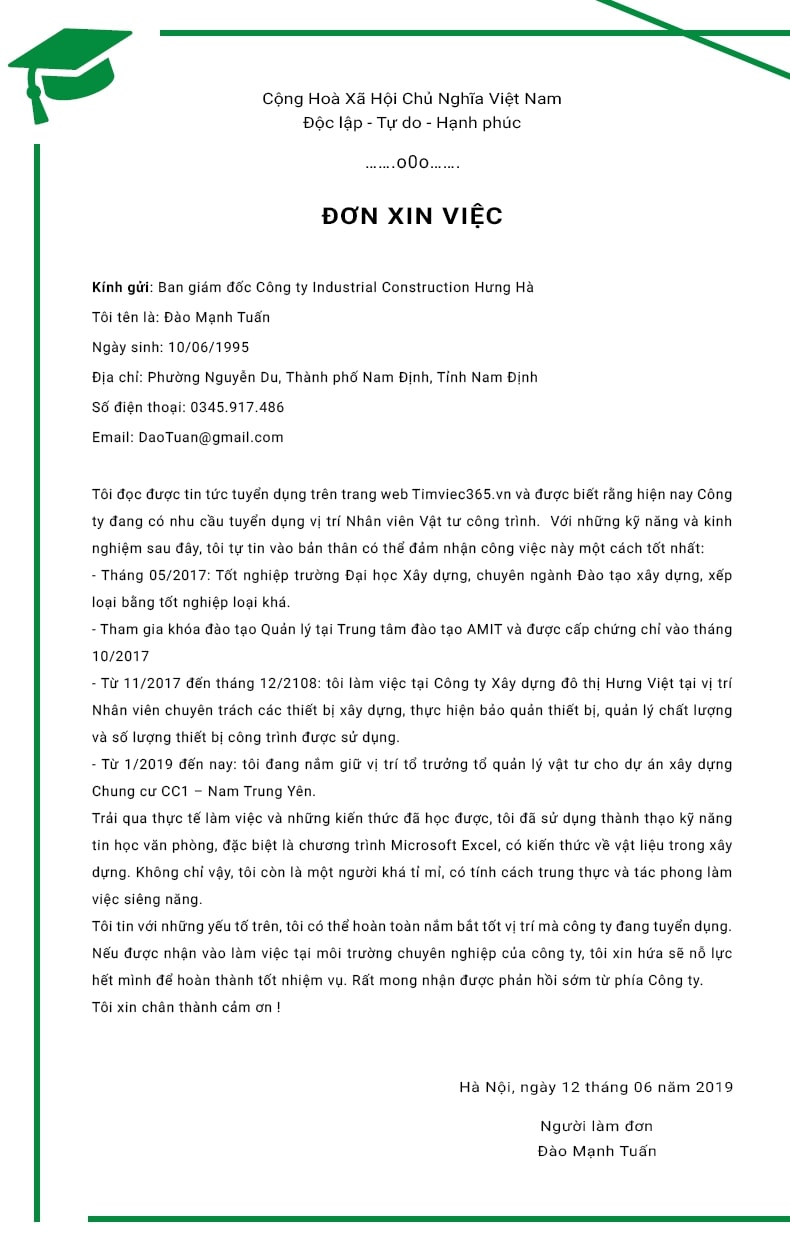 Cộng Hoà Xã Hội Chủ Nghĩa Việt Nam
Độc lập - Tự do - Hạnh phúc
…….o0o…….
ĐƠN XIN VIỆC
Kính gửi: Ban giám đốc Công ty Industrial Construction Hưng Hà
Tôi tên là: Đào Mạnh Tuấn
Ngày sinh: 10/06/1995
Địa chỉ: Phường Nguyễn Du, Thành phố Nam Định, Tỉnh Nam Định
Số điện thoại: 0345.917.486
Email: DaoTuan@gmail.com
Tôi đọc được tin tức tuyển dụng trên trang web Timviec365.vn và được biết rằng hiện nay Công
ty đang có nhu cầu tuyển dụng vị trí Nhân viên Vật tư công trình.  Với những kỹ năng và kinh
nghiệm sau đây, tôi tự tin vào bản thân có thể đảm nhận công việc này một cách tốt nhất:
- Tháng 05/2017: Tốt nghiệp trường Đại học Xây dựng, chuyên ngành Đào tạo xây dựng, xếp
loại bằng tốt nghiệp loại khá.
- Tham gia khóa đào tạo Quản lý tại Trung tâm đào tạo AMIT và được cấp chứng chỉ vào tháng
10/2017
- Từ 11/2017 đến tháng 12/2108: tôi làm việc tại Công ty Xây dựng đô thị Hưng Việt tại vị trí
Nhân viên chuyên trách các thiết bị xây dựng, thực hiện bảo quản thiết bị, quản lý chất lượng
và số lượng thiết bị công trình được sử dụng.
- Từ 1/2019 đến nay: tôi đang nắm giữ vị trí tổ trưởng tổ quản lý vật tư cho dự án xây dựng
Chung cư CC1 – Nam Trung Yên.
Trải qua thực tế làm việc và những kiến thức đã học được, tôi đã sử dụng thành thạo kỹ năng
tin học văn phòng, đặc biệt là chương trình Microsoft Excel, có kiến thức về vật liệu trong xây
dựng. Không chỉ vậy, tôi còn là một người khá tỉ mỉ, có tính cách trung thực và tác phong làm
việc siêng năng.
Tôi tin với những yếu tố trên, tôi có thể hoàn toàn nắm bắt tốt vị trí mà công ty đang tuyển dụng.
Nếu được nhận vào làm việc tại môi trường chuyên nghiệp của công ty, tôi xin hứa sẽ nỗ lực
hết mình để hoàn thành tốt nhiệm vụ. Rất mong nhận được phản hồi sớm từ phía Công ty.
Tôi xin chân thành cảm ơn !
Hà Nội, ngày 12 tháng 06 năm 2019
Người làm đơn
Đào Mạnh Tuấn